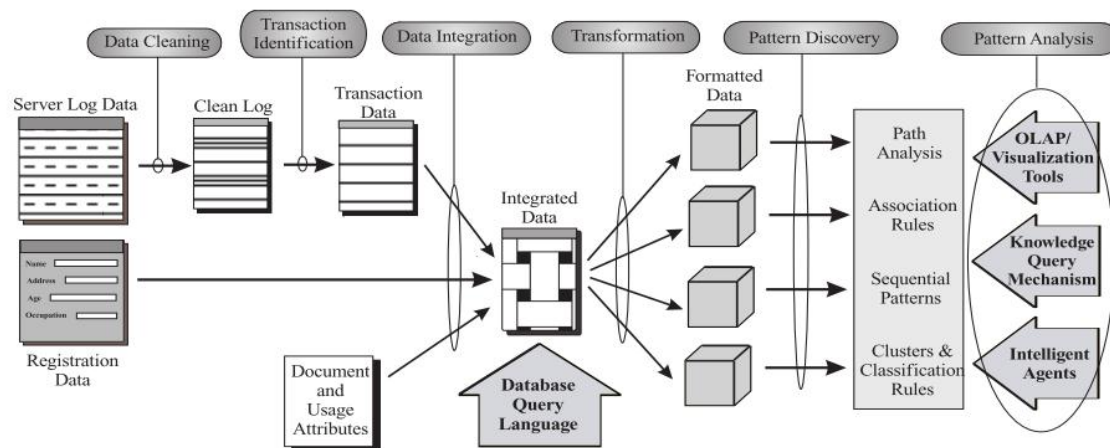 Data Cleaning
Transaction
Identification
Data Integration
Transformation
Pattern Discovery
Pattern Analysis
Server Log Data
Clean Log
Transaction
Data
Formatted
Data
Integrated
Data
Path
Analysis
Association
Rules
Sequential
Patterns
Clusters &
Classification
Rules
OLAP/
Visualization
Tools
Knowledge
Query
Mechanism
Intelligent
Agents
Name
Address
Age
Occupation
Registration
Data
Document
and
Usage
Attributes
Database
Query
Language